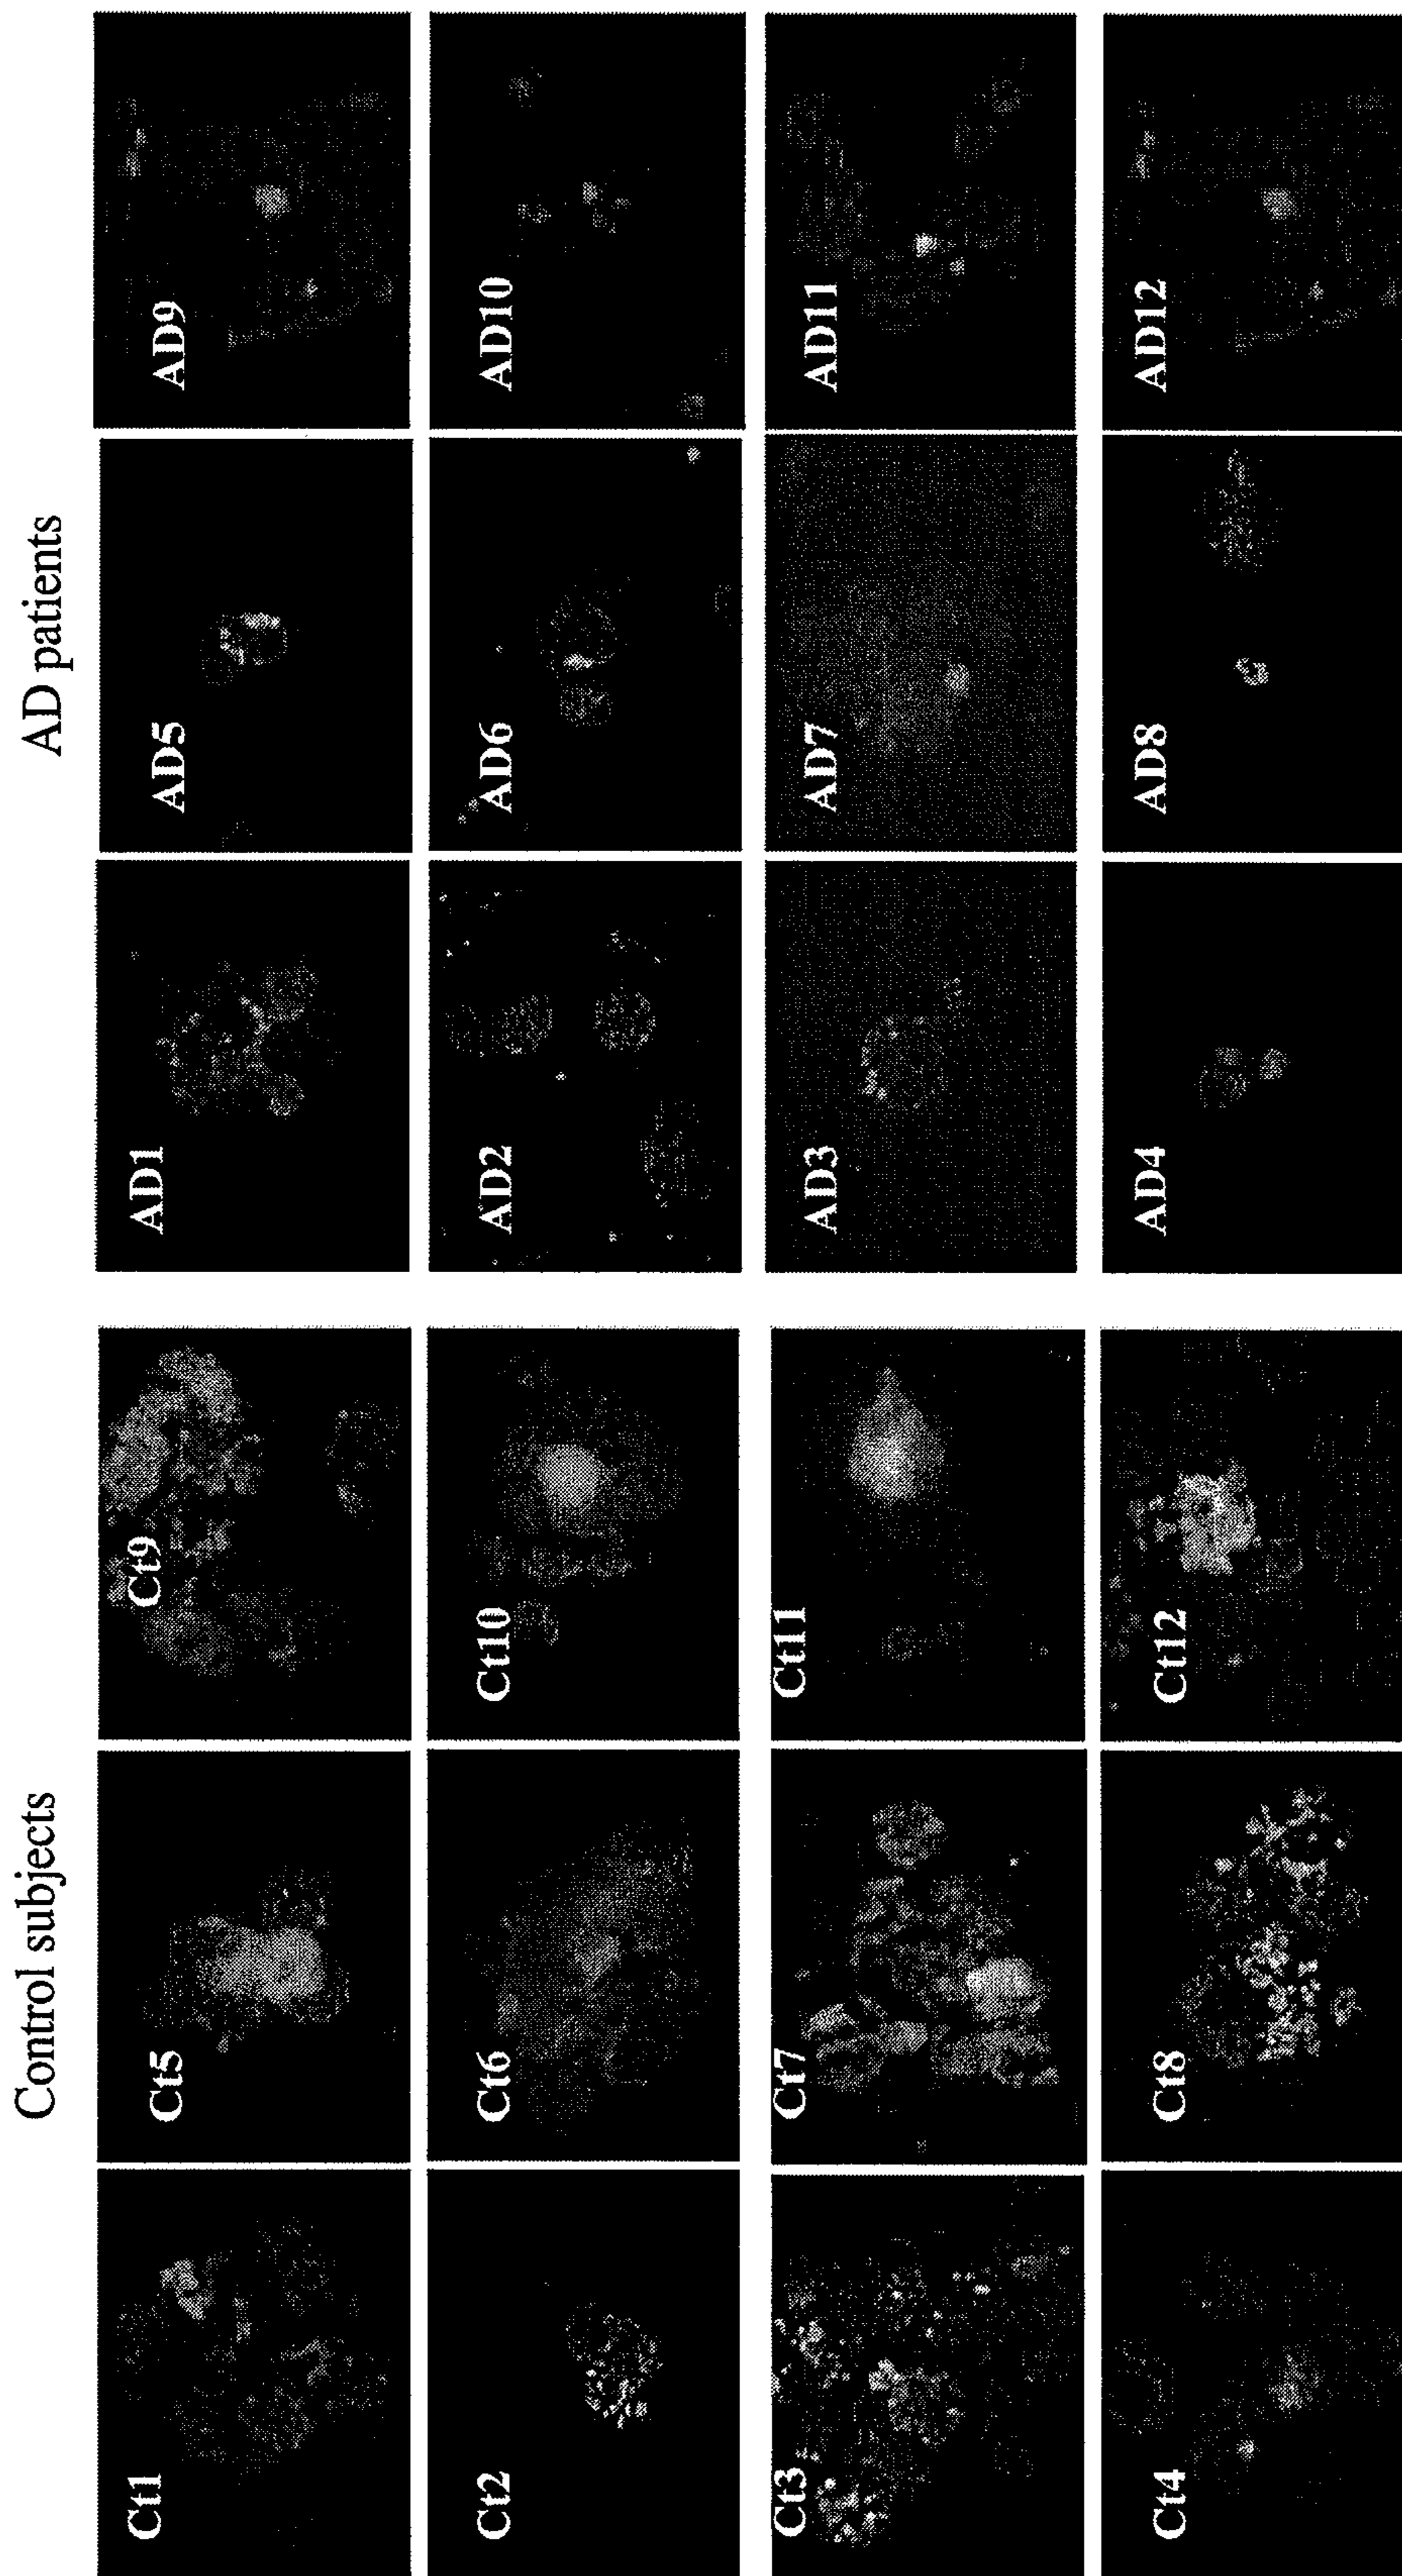 Control subjects
AD patients
Ct1 Ct5 Ct9 AD1 AD5 AD9
Ct2 Ct6 Ct10 AD2 AD6 AD10
Ct3 Ct7 Ct11 AD3 AD7 AD11
Ct4 Ct8 Ct12 AD4 AD8 AD12